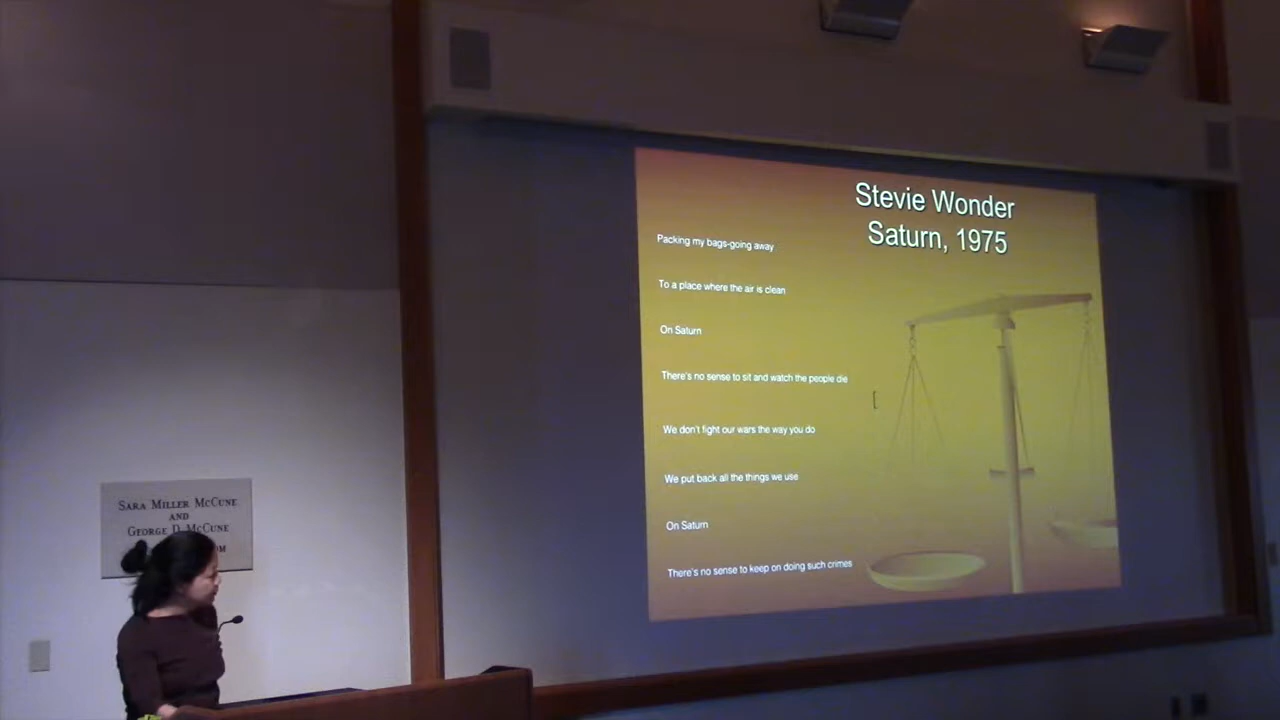 Stevie Wonder
Saturn, 1975
Packing my bags-going away
To a place where the air is clean
On Saturn
There's no sense to sit and watch the people die
We don't fight our wars the way you do
We put back all the things we use
On Saturn
There's no sense to keep on doing such crimes
SARA MILLER MCCUNE
AND
GEORGE D. MCCUNE